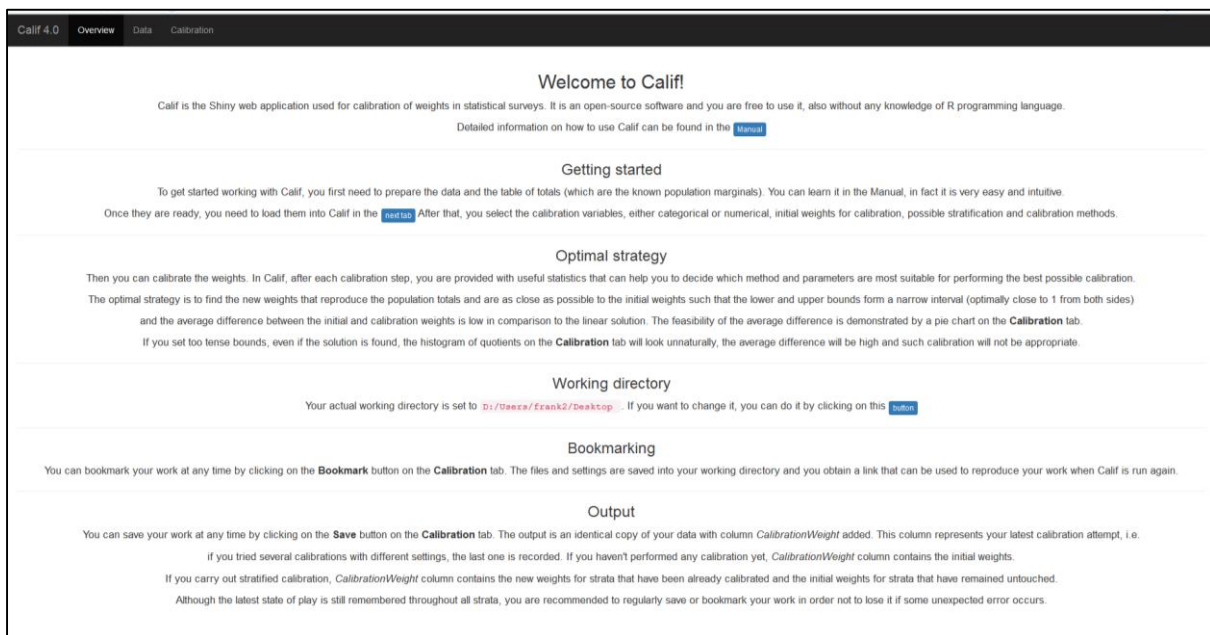 Calif 4.0 Overview Data Calibration
Welcome to Calif!
Calif is the Shiny web application used for calibration of weights in statistical surveys. It is an open-source software and you are free to use it, also without any knowledge of R programming language.
Detailed information on how to use Calif can be found in the Manual
Getting started
To get started working with Calif, you first need to prepare the data and the table of totals (which are the known population marginals). You can learn it in the Manual, in fact it is very easy and intuitive.
Once they are ready, you need to load them into Calif in the next tab After that, you select the calibration variables, either categorical or numerical, initial weights for calibration, possible stratification and calibration methods.
Optimal strategy
Then you can calibrate the weights. In Calif, after each calibration step, you are provided with useful statistics that can help you to decide which method and parameters are most suitable for performing the best possible calibration.
The optimal strategy is to find the new weights that reproduce the population totals and are as close as possible to the initial weights such that the lower and upper bounds form a narrow interval (optimally close to 1 from both sides)
and the average difference between the initial and calibration weights is low in comparison to the linear solution. The feasibility of the average difference is demonstrated by a pie chart on the Calibration tab.
If you set too tense bounds, even if the solution is found, the histogram of quotients on the Calibration tab will look unnaturally, the average difference will be high and such calibration will not be appropriate.
Working directory
Your actual working directory is set to D:/Users/frank2/Desktop . If you want to change it, you can do it by clicking on this button
Bookmarking
You can bookmark your work at any time by clicking on the Bookmark button on the Calibration tab. The files and settings are saved into your working directory and you obtain a link that can be used to reproduce your work when Calif is run again.
Output
You can save your work at any time by clicking on the Save button on the Calibration tab. The output is an identical copy of your data with column CalibrationWeight added. This column represents your latest calibration attempt, i.e.
if you tried several calibrations with different settings, the last one is recorded. If you haven't performed any calibration yet, CalibrationWeight column contains the initial weights.
If you carry out stratified calibration, CalibrationWeight column contains the new weights for strata that have been already calibrated and the initial weights for strata that have remained untouched.
Although the latest state of play is still remembered throughout all strata, you are recommended to regularly save or bookmark your work in order not to lose it if some unexpected error occurs.